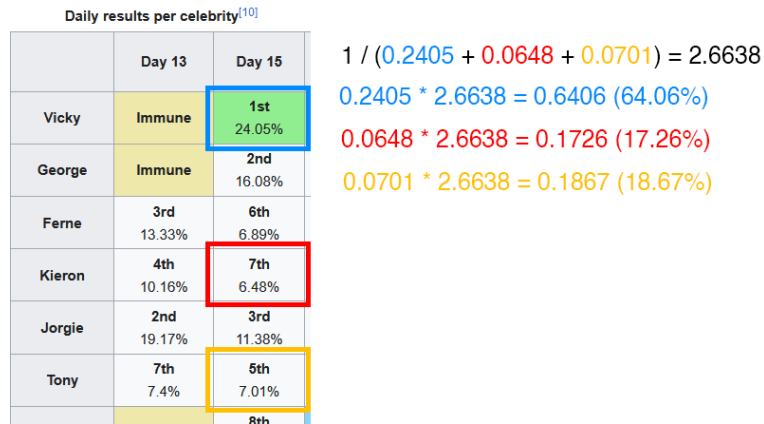 Daily results per celebrity[10]
Day 13 Day 15
Vicky Immune 1st 24.05%
George Immune 2nd 16.08%
Ferne 3rd 13.33% 6th 6.89%
Kieron 4th 10.16% 7th 6.48%
Jorgie 2nd 19.17% 3rd 11.38%
Tony 7th 7.4% 5th 7.01%
8th
1 / (0.2405 + 0.0648 + 0.0701) = 2.6638
0.2405 * 2.6638 = 0.6406 (64.06%)
0.0648 * 2.6638 = 0.1726 (17.26%)
0.0701 * 2.6638 = 0.1867 (18.67%)